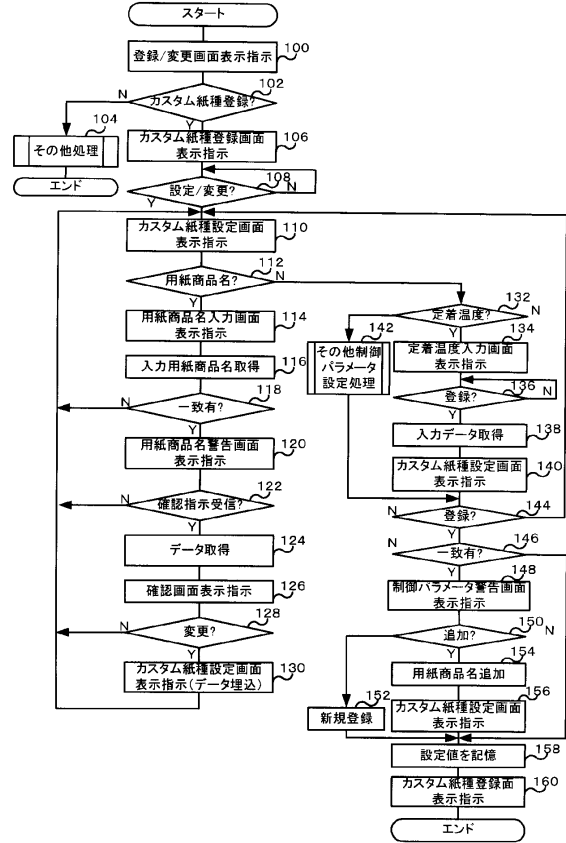 スタート
登録/変更画面表示指示
100
カスタム紙種登録?
102
N
Y
その他処理
104
エンド
カスタム紙種登録画面
表示指示
106
設定/変更?
108
N
Y
カスタム紙種設定画面
表示指示
110
用紙商品名?
112
N
Y
用紙商品名入力画面
表示指示
114
入力用紙商品名取得
116
一致有?
118
N
Y
用紙商品名警告画面
表示指示
120
確認指示受信?
122
N
Y
データ取得
124
確認画面表示指示
126
変更?
128
N
Y
カスタム紙種設定画面
表示指示(データ埋込)
130
定着温度?
132
N
Y
定着温度入力画面
表示指示
134
その他制御
パラメータ
設定処理
142
登録?
136
N
Y
入力データ取得
138
カスタム紙種設定画面
表示指示
140
登録?
144
N
Y
一致有?
146
N
Y
制御パラメータ警告画面
表示指示
148
追加?
150
N
Y
新規登録
152
用紙商品名追加
154
カスタム紙種設定画面
表示指示
156
設定値を記憶
158
カスタム紙種登録画面
表示指示
160
エンド